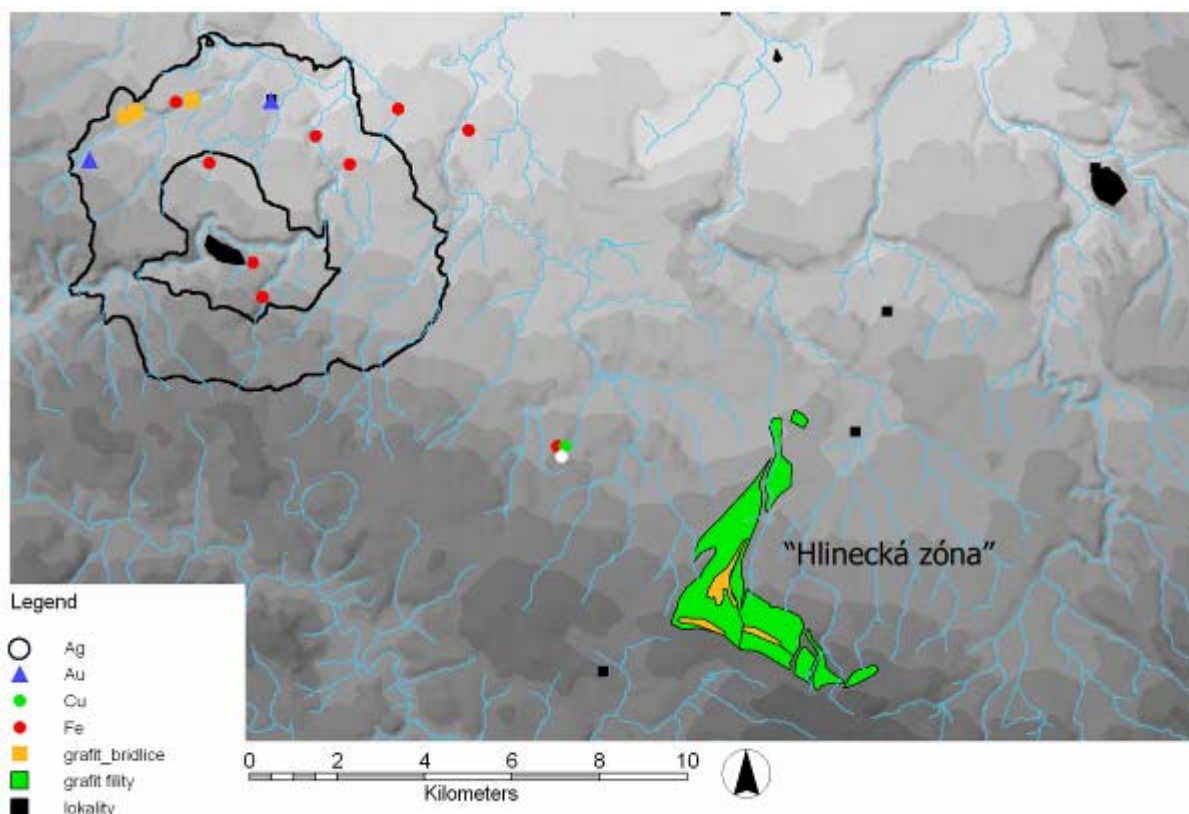 "Hlinecká zóna"
Legend
Ag
Au
Cu
Fe
grafit_bridlice
grafit fility
lokality
0 2 4 6 8 10
Kilometers